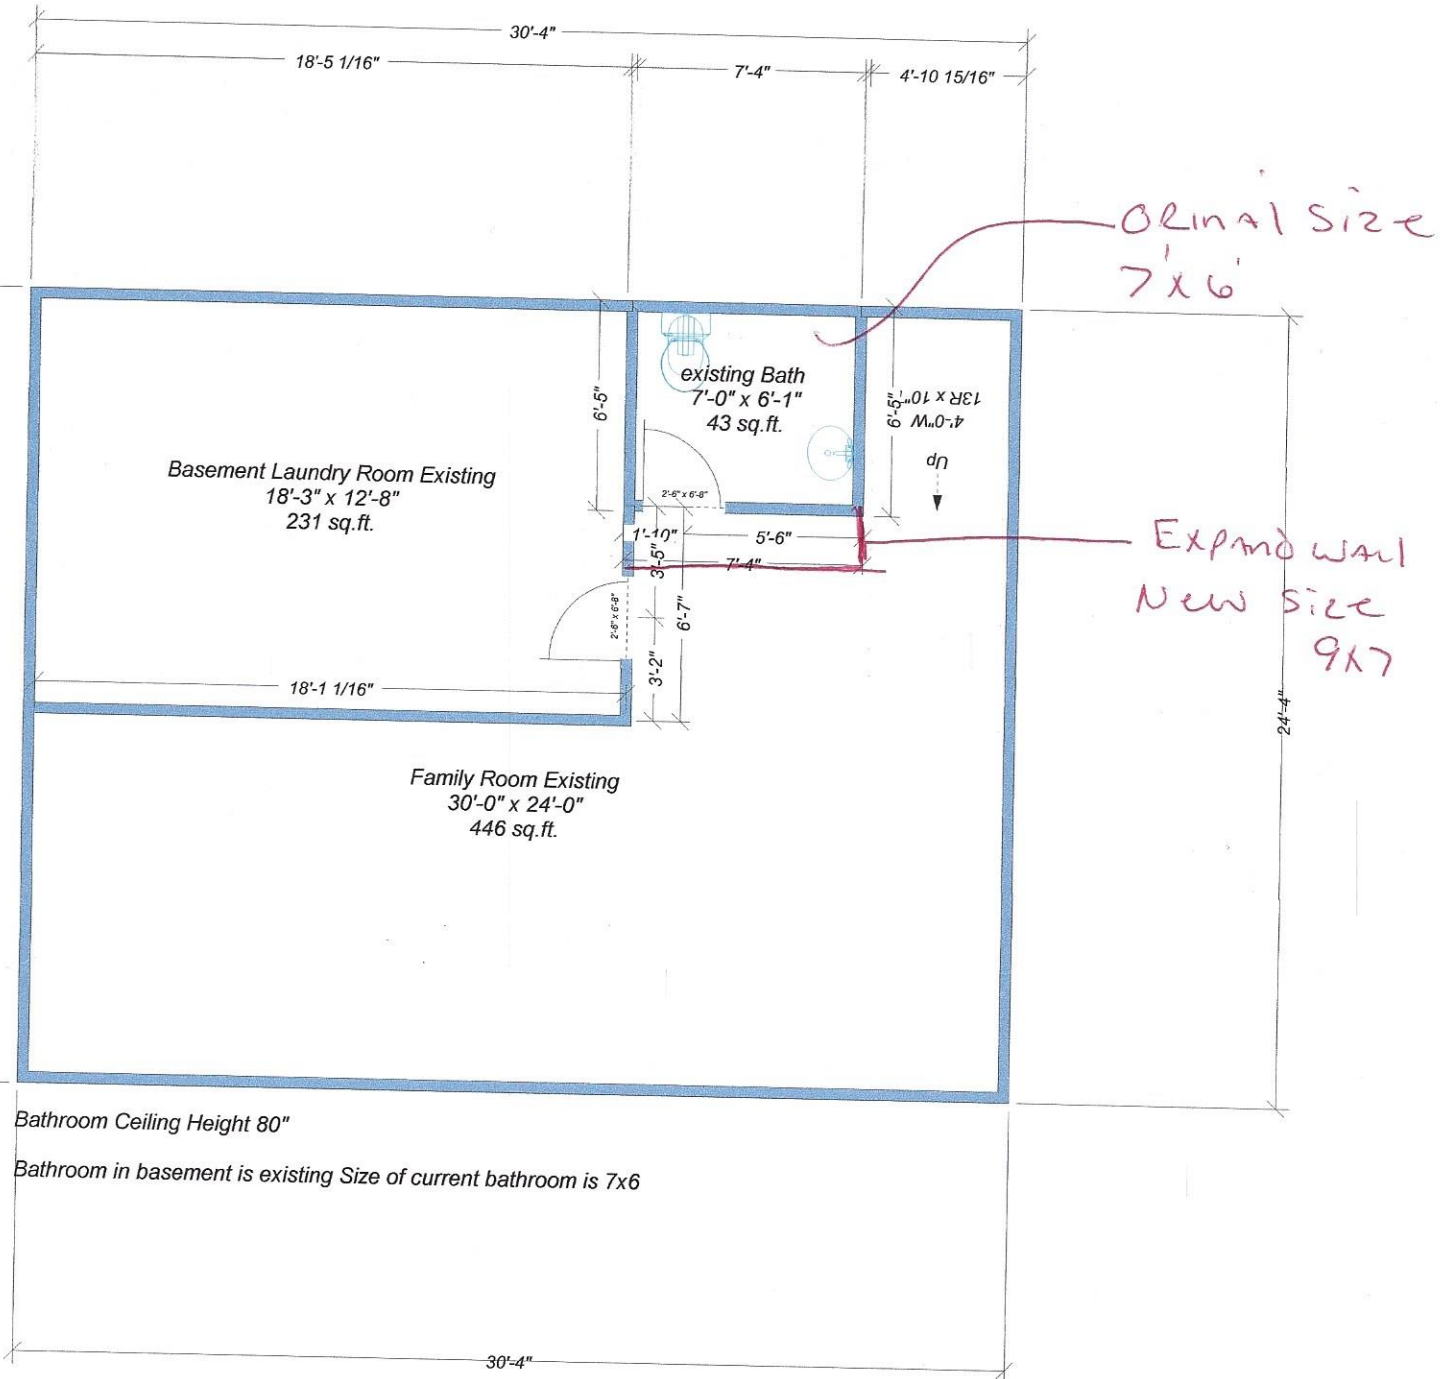 30'-4"
18'-5 1/16"
7'-4"
4'-10 15/16"
ORINAL SIZE
7' x 6'
existing Bath
7'-0" x 6'-1"
43 sq.ft.
6'-5"
6'-5"
4'-0"W
13R x 10"
Up
2'-6" x 6'-8"
Basement Laundry Room Existing
18'-3" x 12'-8"
231 sq.ft.
1'-10"
5'-6"
7'-4"
3'-5"
6'-7"
2'-6" x 6'-8"
3'-2"
EXPAND WALL
New Size
9x7
18'-1 1/16"
24'-4"
Family Room Existing
30'-0" x 24'-0"
446 sq.ft.
Bathroom Ceiling Height 80"
Bathroom in basement is existing Size of current bathroom is 7x6
30'-4"